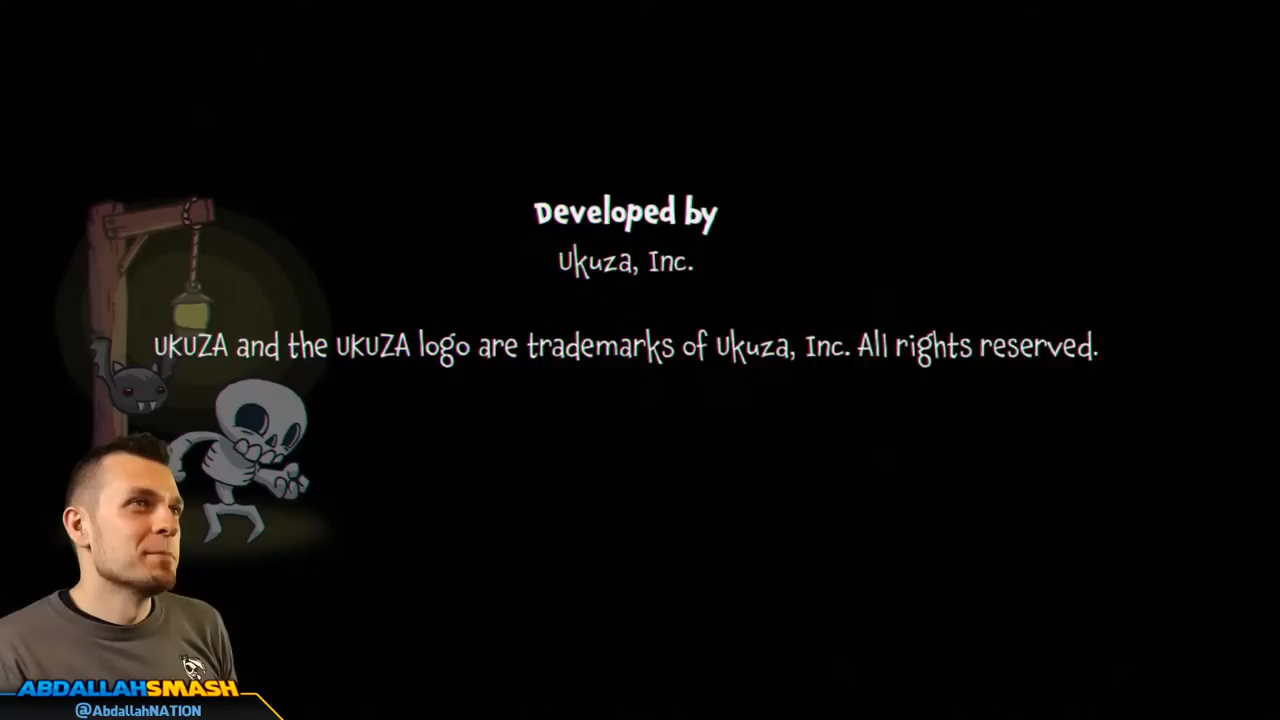 Developed by
Ukuza, Inc.
UKUZA and the UKUZA logo are trademarks of Ukuza, Inc. All rights reserved.
ABDALLAHSMASH
@AbdallahNATION